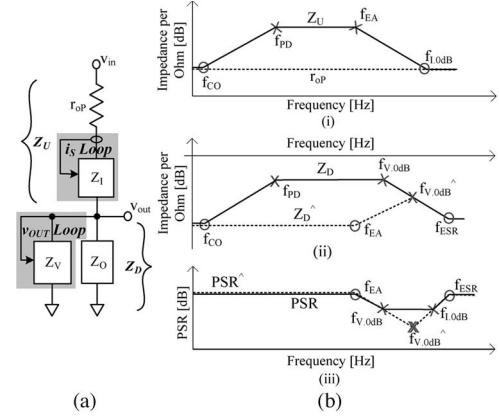 v_in
r_oP
Z_U
i_S Loop
Z_I
v_OUT Loop
v_out
Z_V
Z_O
Z_D
(a)
Impedance per
Ohm [dB]
Z_U
f_PD
f_EA
f_CO
r_oP
f_I.0dB
Frequency [Hz]
(i)
Impedance per
Ohm [dB]
Z_D
f_V.0dB
f_PD
f_V.0dB^
Z_D^
f_CO
f_EA
f_ESR
Frequency [Hz]
(ii)
PSR [dB]
PSR^
PSR
f_EA
f_ESR
f_V.0dB
f_I.0dB
f_V.0dB^
Frequency [Hz]
(iii)
(b)